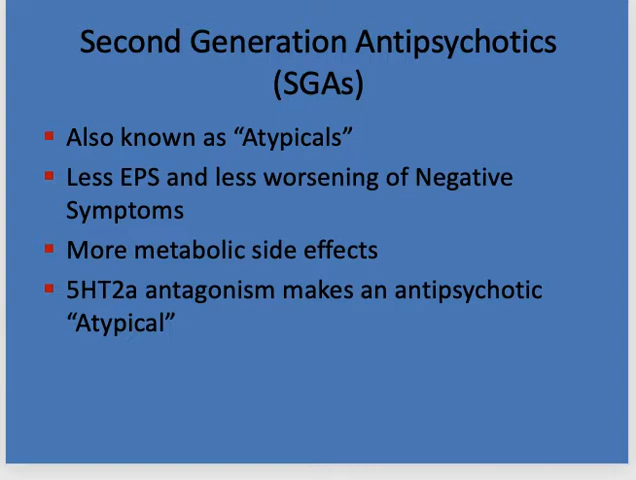 Second Generation Antipsychotics
(SGAs)
Also known as “Atypicals”
Less EPS and less worsening of Negative
Symptoms
More metabolic side effects
5HT2a antagonism makes an antipsychotic
“Atypical”